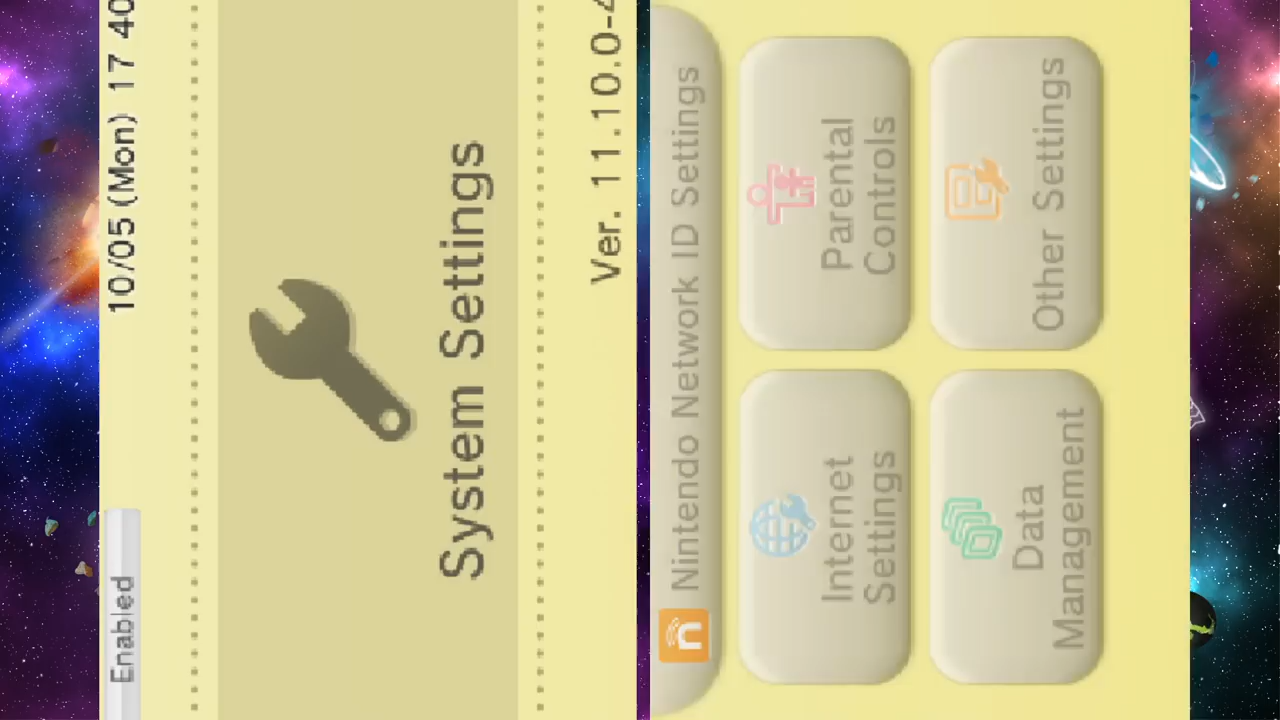 Enabled
10/05 (Mon) 17 40
System Settings
Ver. 11.10.0-4
Nintendo Network ID Settings
Internet
Settings
Parental
Controls
Data
Management
Other Settings